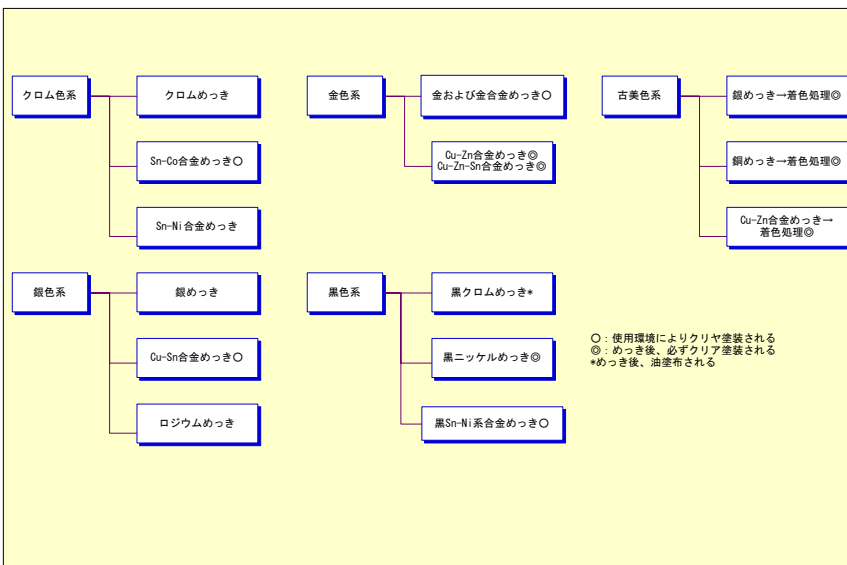 クロム色系
クロムめっき
Sn-Co合金めっき○
Sn-Ni合金めっき
金色系
金および金合金めっき○
Cu-Zn合金めっき◎
Cu-Zn-Sn合金めっき◎
古美色系
銀めっき→着色処理◎
銅めっき→着色処理◎
Cu-Zn合金めっき→
着色処理◎
銀色系
銀めっき
Cu-Sn合金めっき○
ロジウムめっき
黒色系
黒クロムめっき*
黒ニッケルめっき◎
黒Sn-Ni系合金めっき○
○：使用環境によりクリヤ塗装される
◎：めっき後、必ずクリア塗装される
*めっき後、油塗布される